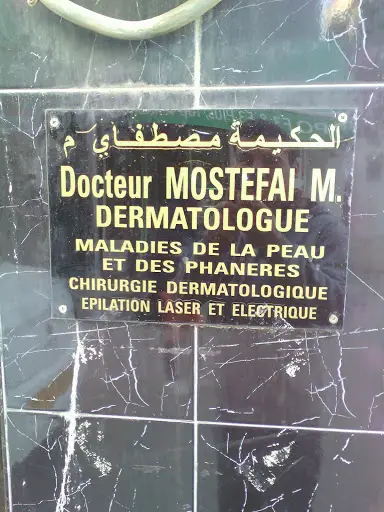 الحكيمة مصطفاي م
Docteur MOSTEFAI M.
DERMATOLOGUE
MALADIES DE LA PEAU
ET DES PHANERES
CHIRURGIE DERMATOLOGIQUE
EPILATION LASER ET ELECTRIQUE